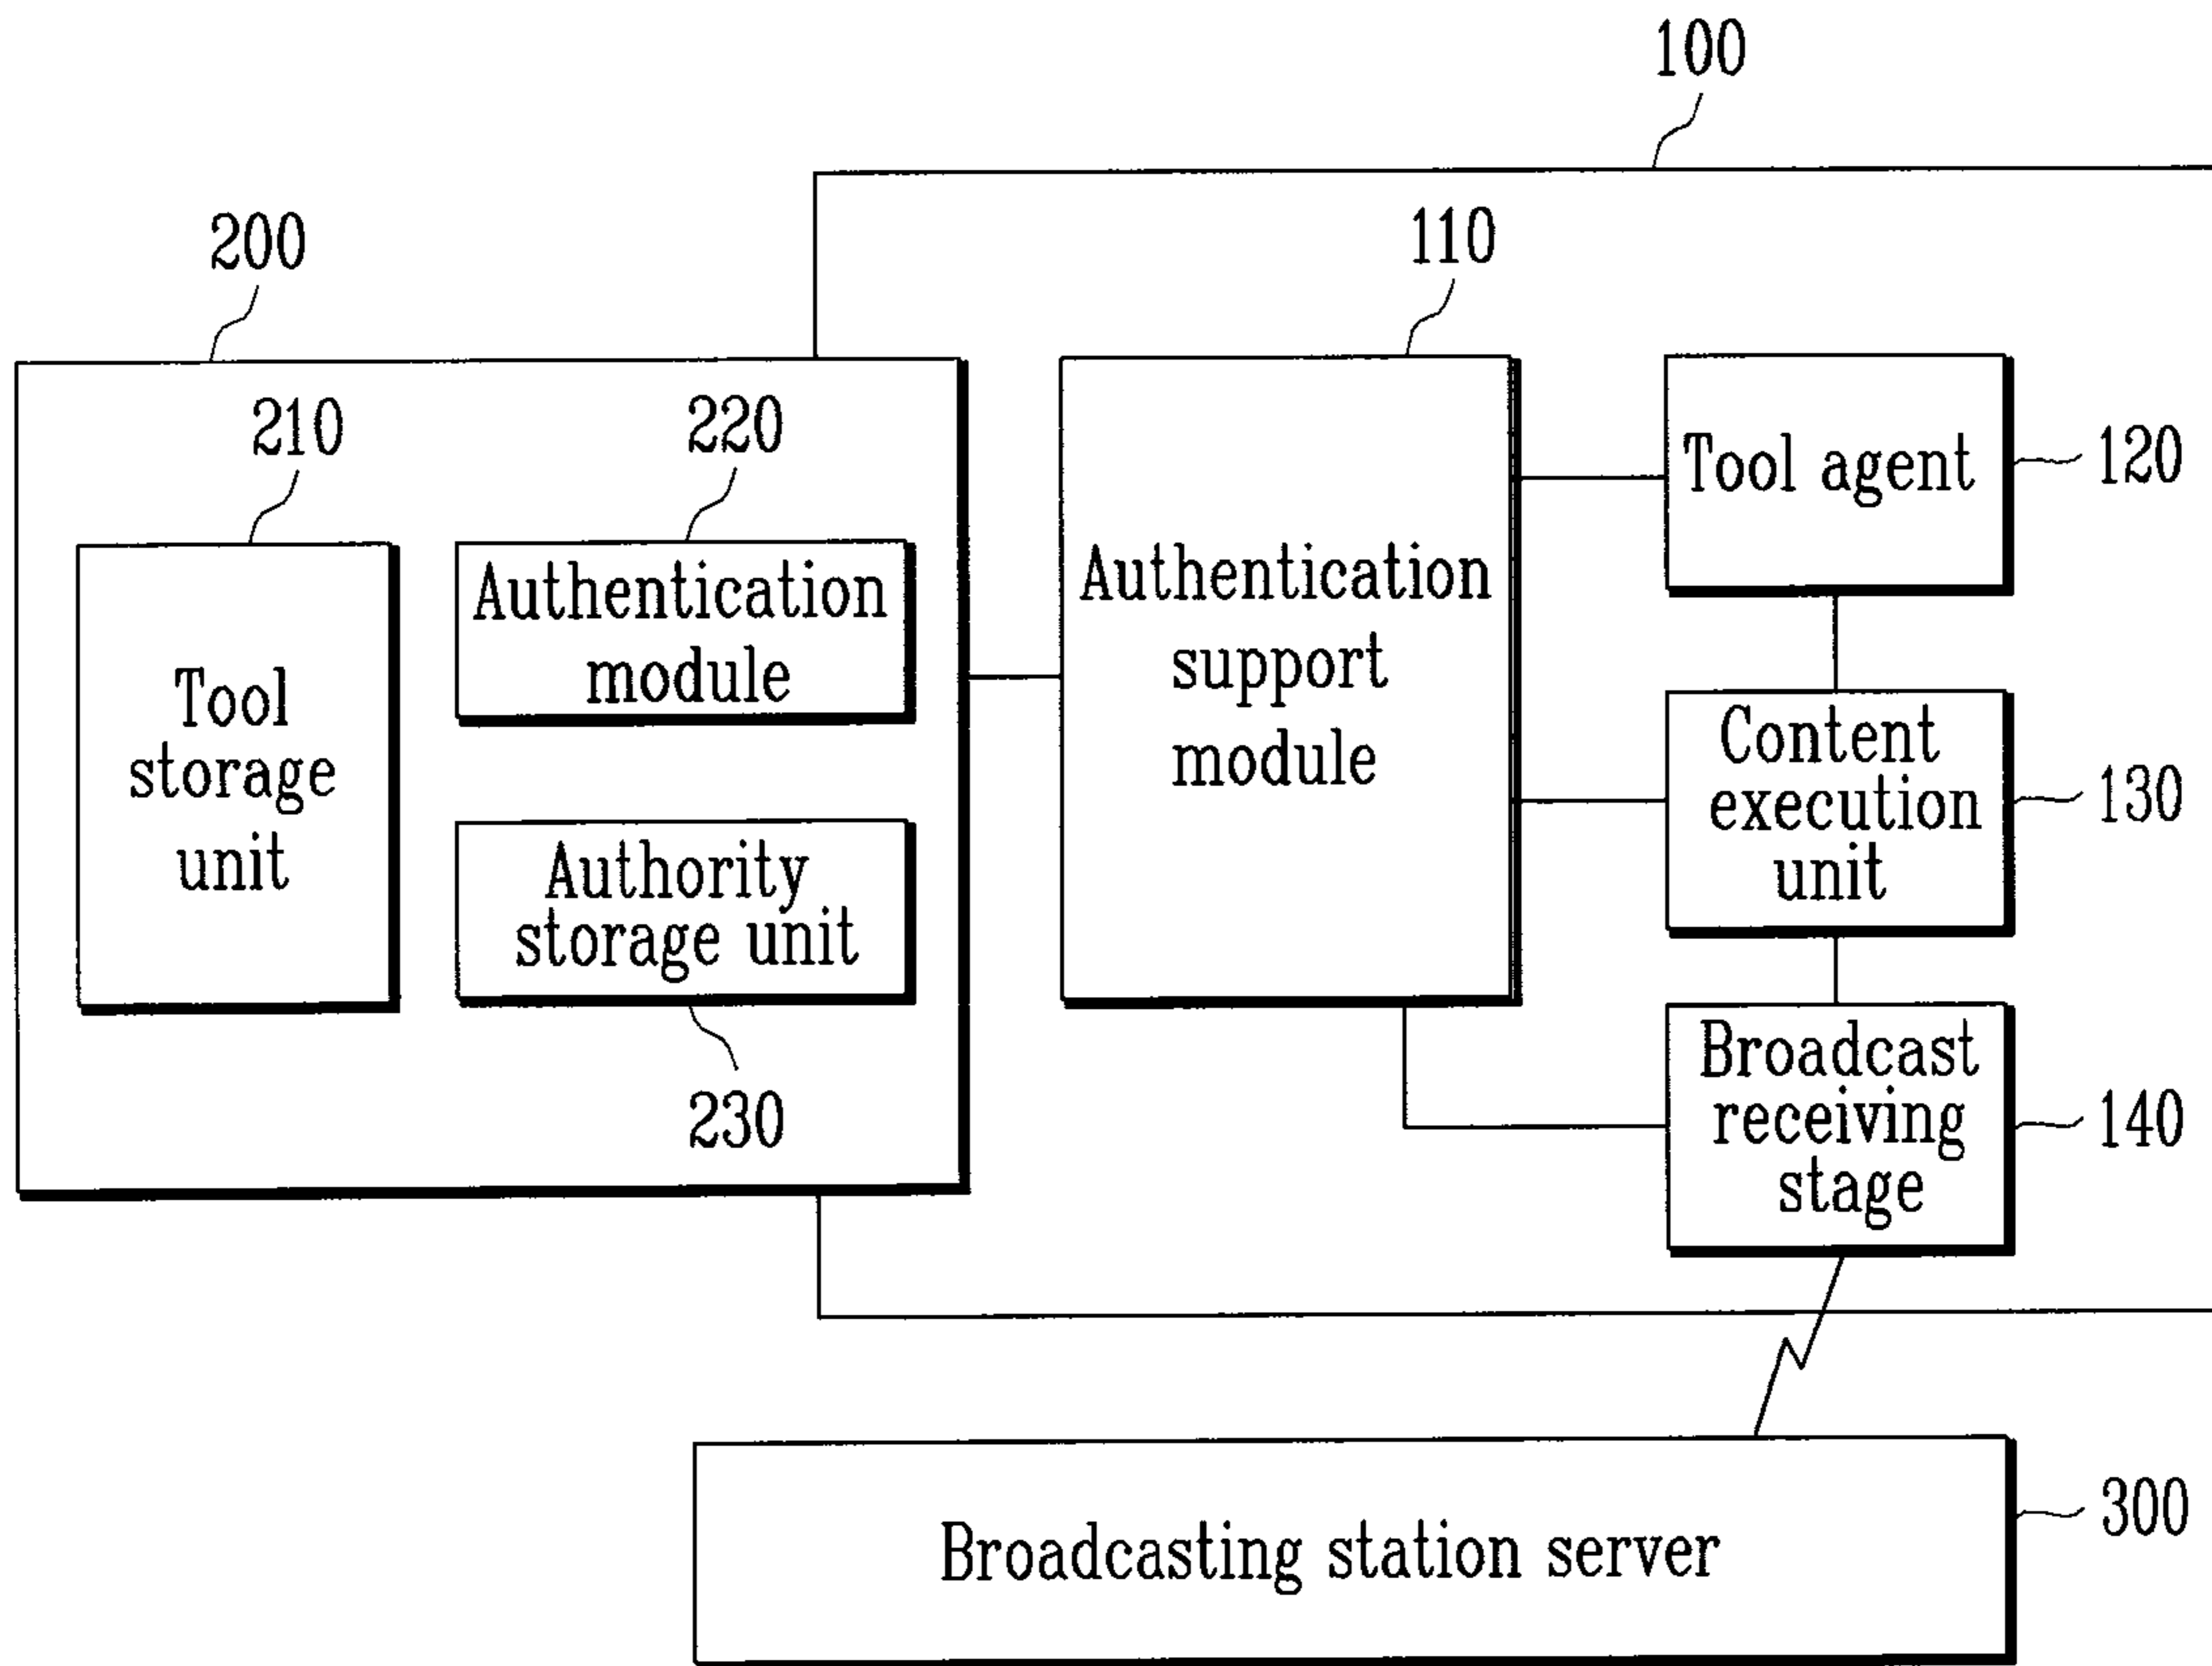 100
200
110
210
220
Tool agent
120
Authentication
module
Authentication
support
module
Tool
storage
unit
Content
execution
unit
130
Authority
storage unit
230
Broadcast
receiving
stage
140
Broadcasting station server
300